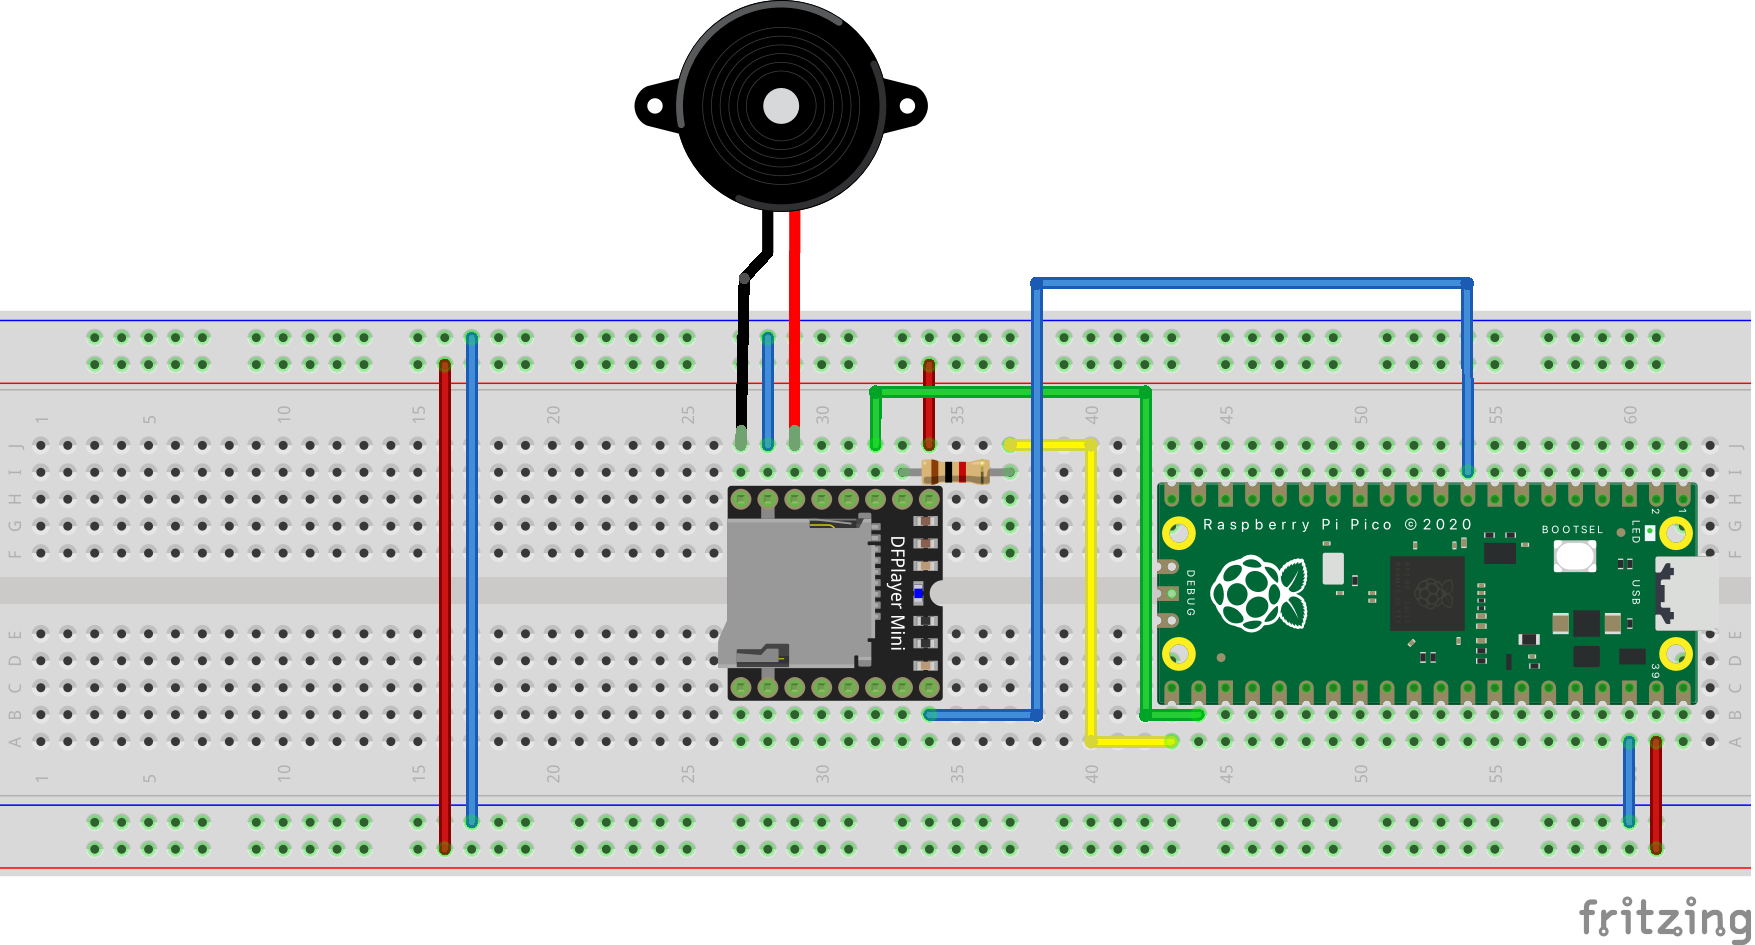 1 5 10 15 20 25 30 35 40 45 50 55 60
J J
I I
H H
G G
F F
Raspberry Pi Pico ©2020
BOOTSEL
LED
2
1
DFPlayer Mini
DEBUG
USB
39
E E
D D
C C
B B
A A
1 5 10 15 20 25 30 35 40 45 50 55
fritzing